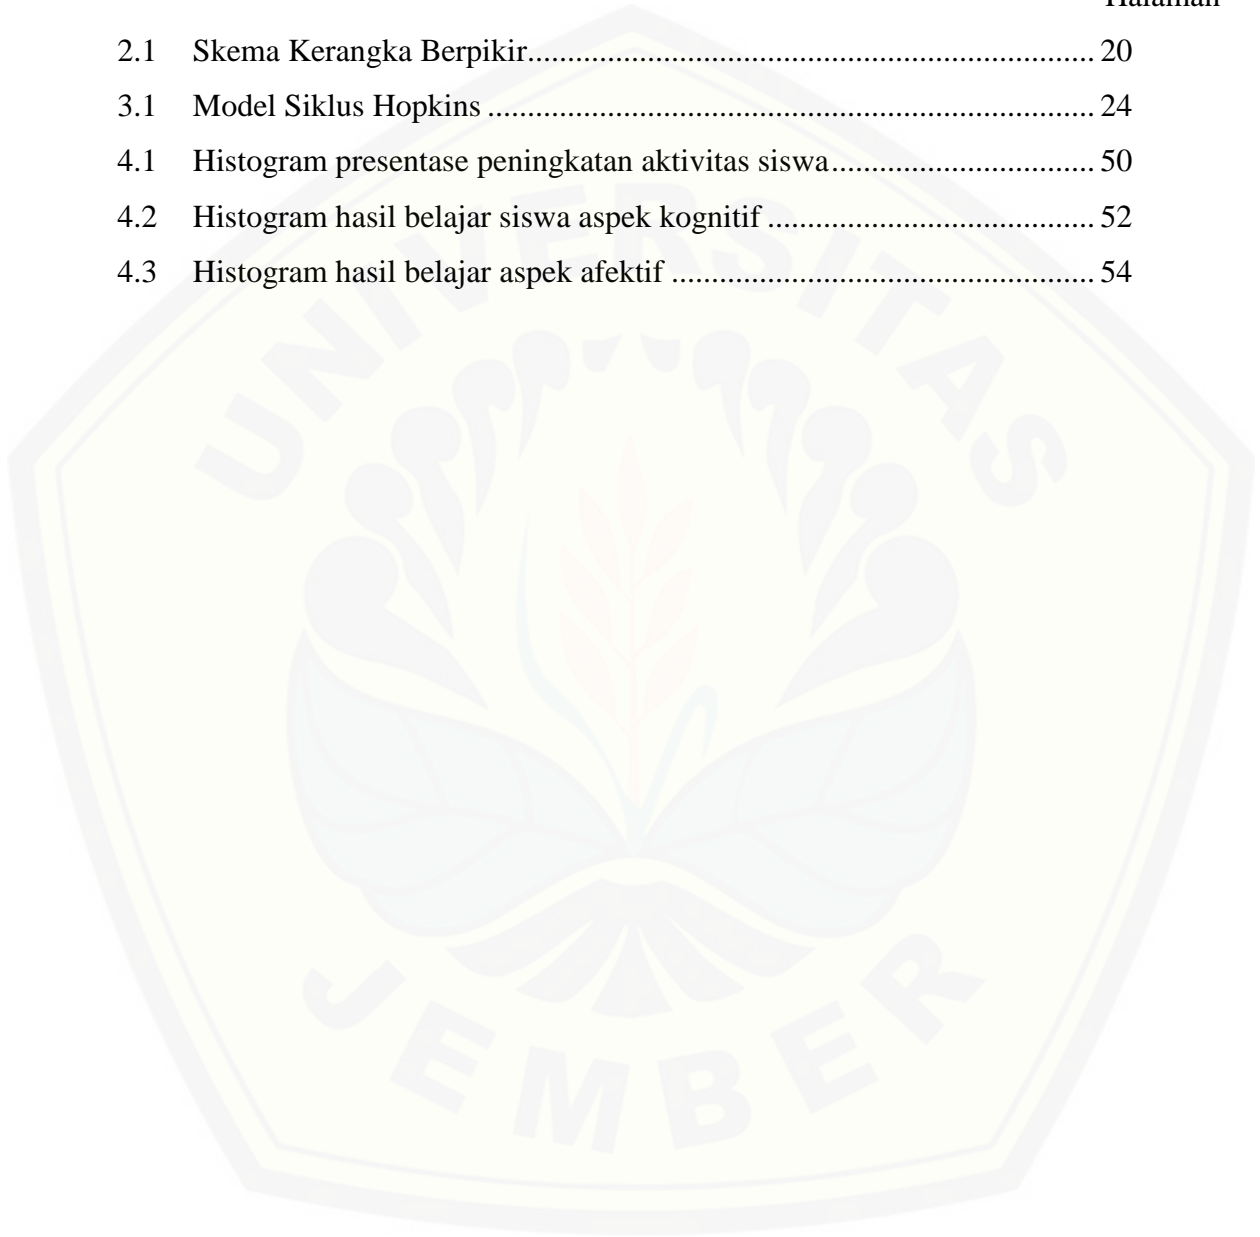 Halaman
2.1 Skema Kerangka Berpikir....................................................................... 20
3.1 Model Siklus Hopkins ............................................................................ 24
4.1 Histogram presentase peningkatan aktivitas siswa................................. 50
4.2 Histogram hasil belajar siswa aspek kognitif ......................................... 52
4.3 Histogram hasil belajar aspek afektif ..................................................... 54
UNIVERSITAS
JEMBER